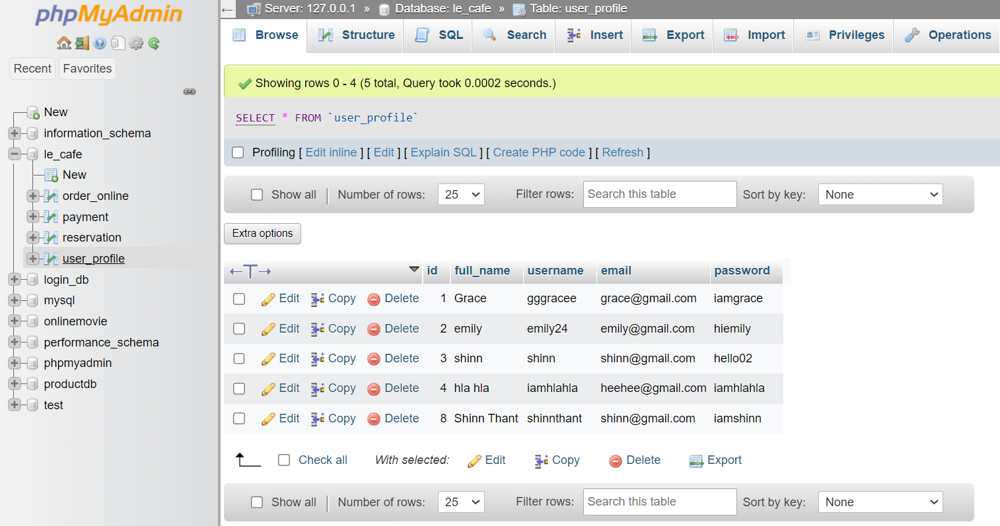 phpMyAdmin
Recent Favorites
New
information_schema
le_cafe
New
order_online
payment
reservation
user_profile
login_db
mysql
onlinemovie
performance_schema
phpmyadmin
productdb
test
Server: 127.0.0.1 » Database: le_cafe » Table: user_profile
Browse Structure SQL Search Insert Export Import Privileges Operations
Showing rows 0 - 4 (5 total, Query took 0.0002 seconds.)
SELECT * FROM `user_profile`
Profiling [ Edit inline ] [ Edit ] [ Explain SQL ] [ Create PHP code ] [ Refresh ]
Show all | Number of rows: 25 Filter rows: Search this table Sort by key: None
Extra options
←T→ id full_name username email password
Edit Copy Delete 1 Grace gggracee grace@gmail.com iamgrace
Edit Copy Delete 2 emily emily24 emily@gmail.com hiemily
Edit Copy Delete 3 shinn shinn shinn@gmail.com hello02
Edit Copy Delete 4 hla hla iamhlahla heehee@gmail.com iamhlahla
Edit Copy Delete 8 Shinn Thant shinnthant shinn@gmail.com iamshinn
Check all With selected: Edit Copy Delete Export
Show all | Number of rows: 25 Filter rows: Search this table Sort by key: None